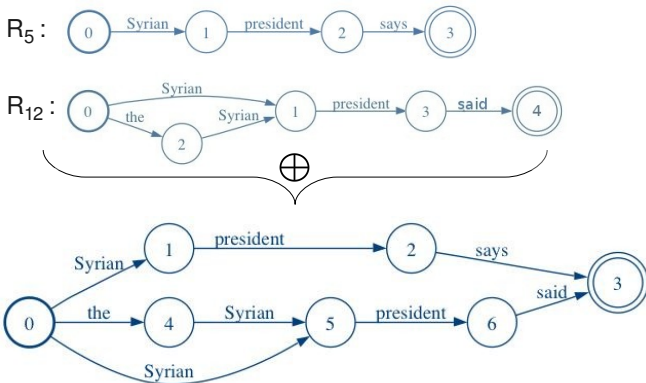 R5 : 0 Syrian 1 president 2 says 3
R12 : 0 Syrian the 2 Syrian 1 president 3 said 4
⊕
Syrian 1 president 2 says
0 the 4 Syrian 5 president 6 said 3
Syrian